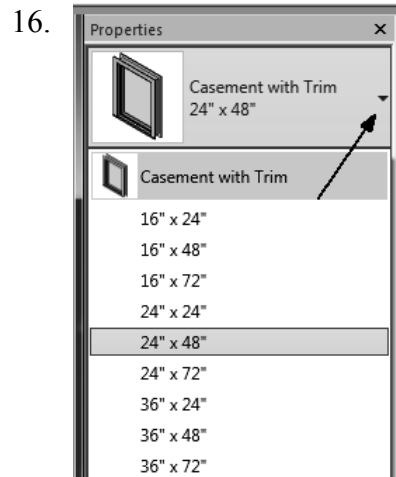 16.
Properties x
Casement with Trim
24" x 48"
Casement with Trim
16" x 24"
16" x 48"
16" x 72"
24" x 24"
24" x 48"
24" x 72"
36" x 24"
36" x 48"
36" x 72"